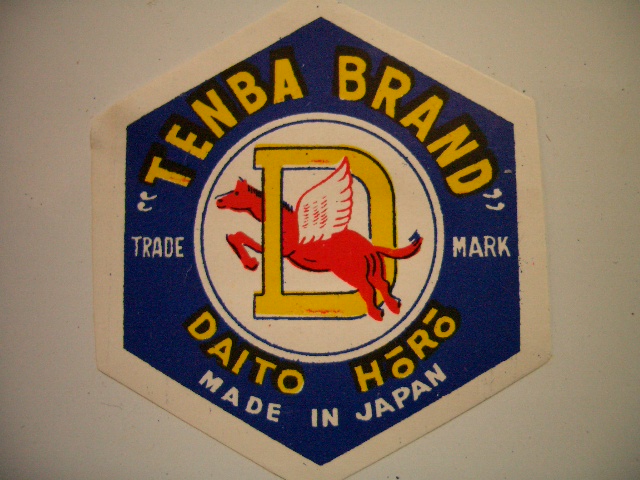 "TENBA BRAND"
TRADE MARK
D
DAITO HōRō
MADE IN JAPAN